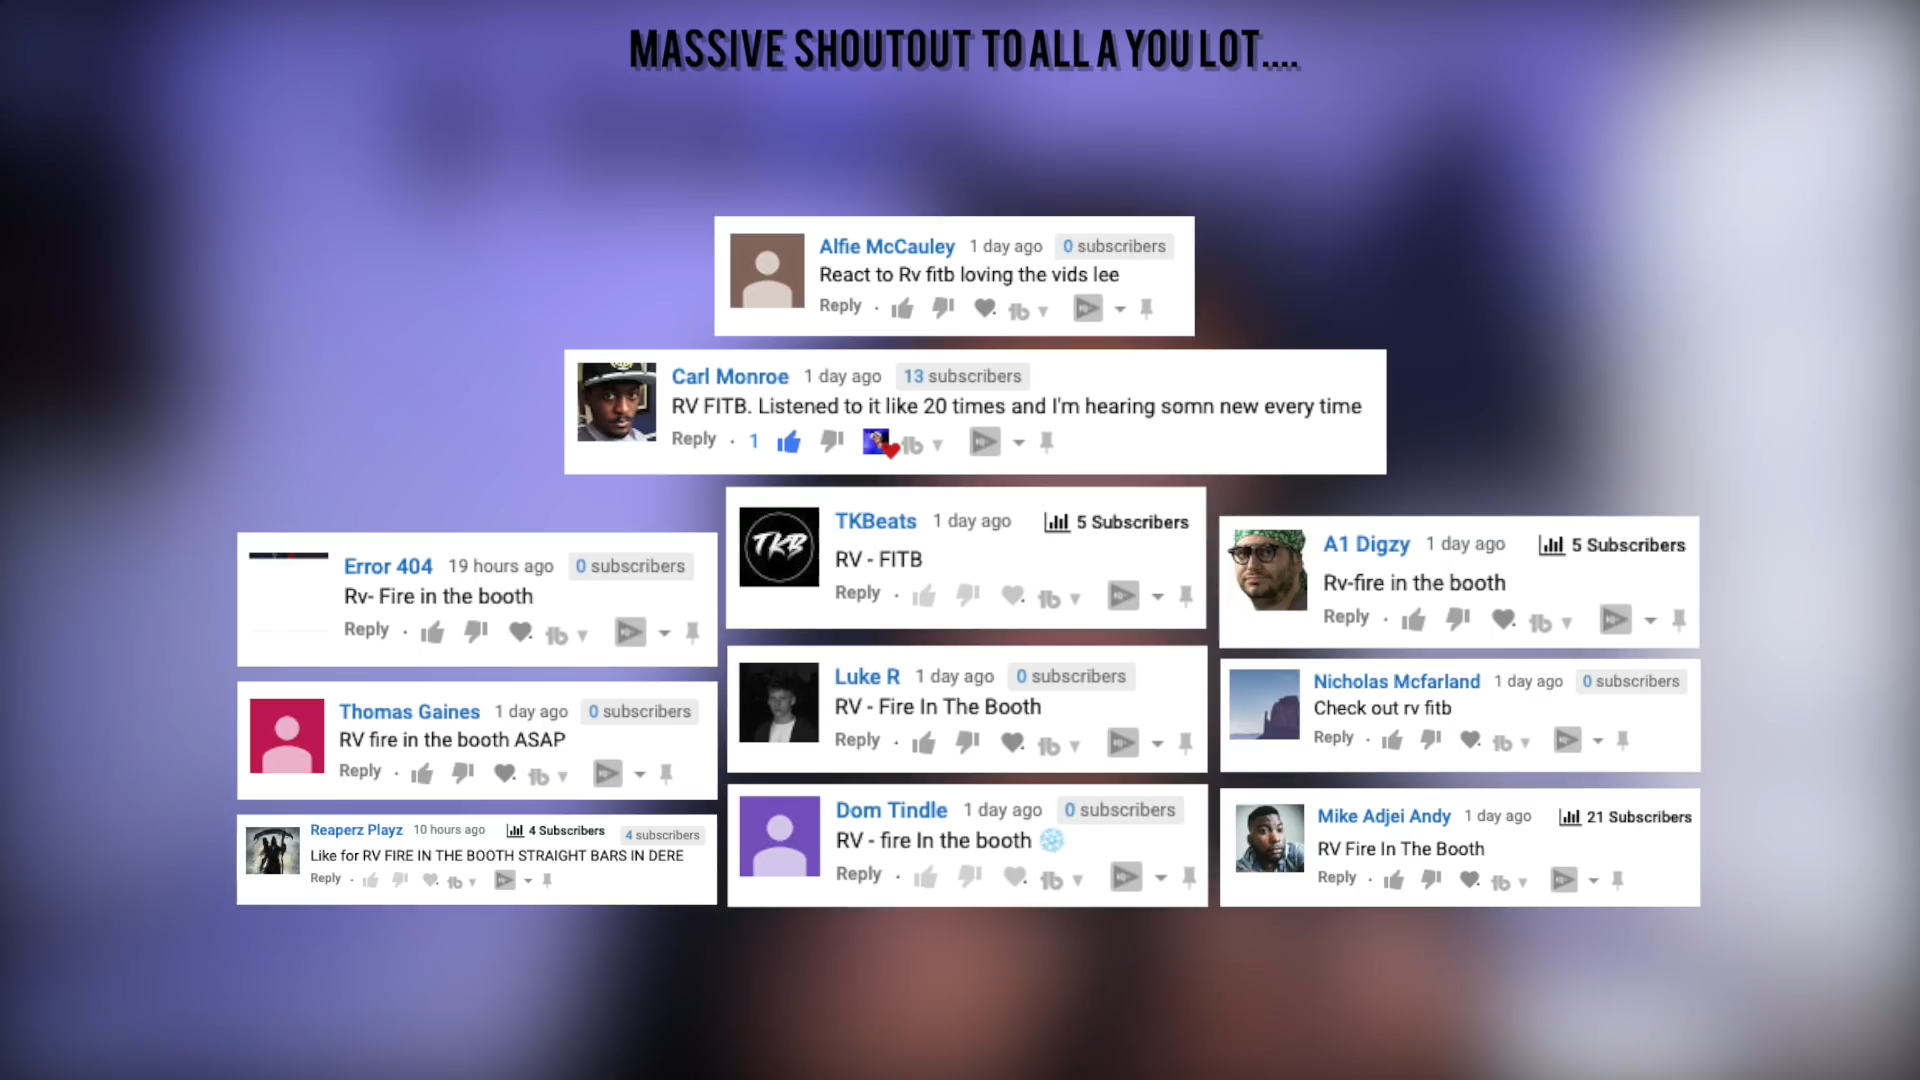 MASSIVE SHOUTOUT TO ALL A YOU LOT....
Alfie McCauley 1 day ago 0 subscribers
React to Rv fitb loving the vids lee
Reply
Carl Monroe 1 day ago 13 subscribers
RV FITB. Listened to it like 20 times and I'm hearing somn new every time
Reply · 1
Error 404 19 hours ago 0 subscribers
Rv- Fire in the booth
Reply
Thomas Gaines 1 day ago 0 subscribers
RV fire in the booth ASAP
Reply
Reaperz Playz 10 hours ago 4 Subscribers 4 subscribers
Like for RV FIRE IN THE BOOTH STRAIGHT BARS IN DERE
Reply
TKB
TKBeats 1 day ago 5 Subscribers
RV - FITB
Reply
Luke R 1 day ago 0 subscribers
RV - Fire In The Booth
Reply
Dom Tindle 1 day ago 0 subscribers
RV - fire In the booth ❄️
Reply
A1 Digzy 1 day ago 5 Subscribers
Rv-fire in the booth
Reply
Nicholas Mcfarland 1 day ago 0 subscribers
Check out rv fitb
Reply
Mike Adjei Andy 1 day ago 21 Subscribers
RV Fire In The Booth
Reply